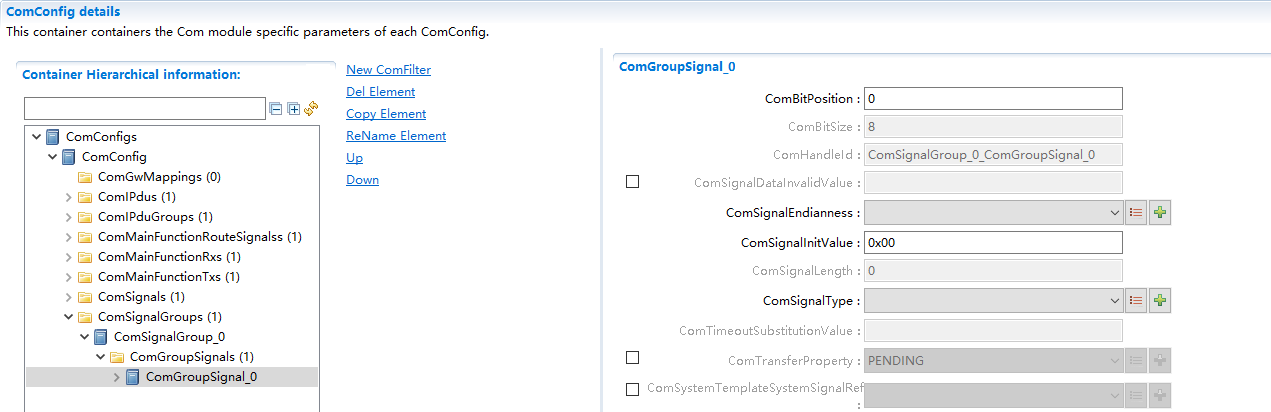 ComConfig details
This container containers the Com module specific parameters of each ComConfig.
Container Hierarchical information:
ComConfigs
ComConfig
ComGwMappings (0)
ComIPdus (1)
ComIPduGroups (1)
ComMainFunctionRouteSignalss (1)
ComMainFunctionRxs (1)
ComMainFunctionTxs (1)
ComSignals (1)
ComSignalGroups (1)
ComSignalGroup_0
ComGroupSignals (1)
ComGroupSignal_0
New ComFilter
Del Element
Copy Element
ReName Element
Up
Down
ComGroupSignal_0
ComBitPosition : 0
ComBitSize : 8
ComHandleId : ComSignalGroup_0_ComGroupSignal_0
ComSignalDataInvalidValue :
ComSignalEndianness :
ComSignalInitValue : 0x00
ComSignalLength : 0
ComSignalType :
ComTimeoutSubstitutionValue :
ComTransferProperty : PENDING
ComSystemTemplateSystemSignalRef
: